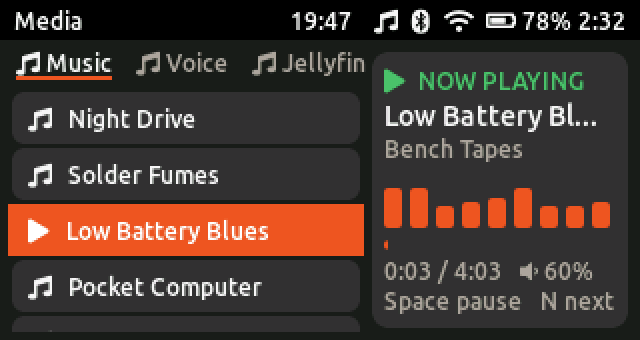 Media 19:47 78% 2:32
Music Voice Jellyfin
Night Drive
Solder Fumes
Low Battery Blues
Pocket Computer
NOW PLAYING
Low Battery Bl...
Bench Tapes
0:03 / 4:03 60%
Space pause N next